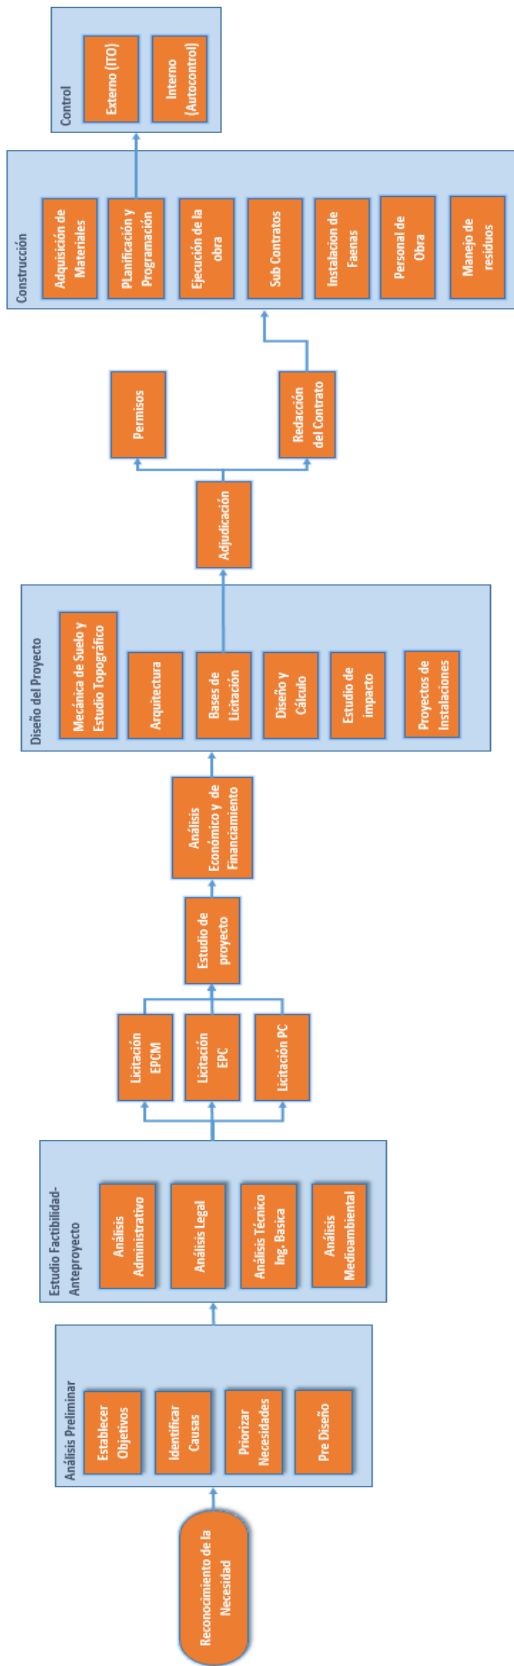 Reconocimiento de la
Necesidad
Análisis Preliminar
Establecer
Objetivos
Identificar
Causas
Priorizar
Necesidades
Pre Diseño
Estudio Factibilidad-
Anteproyecto
Análisis
Administrativo
Análisis Legal
Análisis Técnico
Ing. Basica
Análisis
Medioambiental
Licitación
EPCM
Licitación
EPC
Licitación PC
Estudio de
proyecto
Análisis
Económico y de
Financiamiento
Diseño del Proyecto
Mecánica de Suelo y
Estudio Topográfico
Arquitectura
Bases de
Licitación
Diseño y
Cálculo
Estudio de
impacto
Proyectos de
Instalaciones
Adjudicación
Permisos
Redacción
del Contrato
Construcción
Adquisición de
Materiales
PLanificación y
Programación
Ejecución de la
obra
Sub Contratos
Instalacion de
Faenas
Personal de
Obra
Manejo de
residuos
Control
Externo (ITO)
Interno
(Autocontrol)